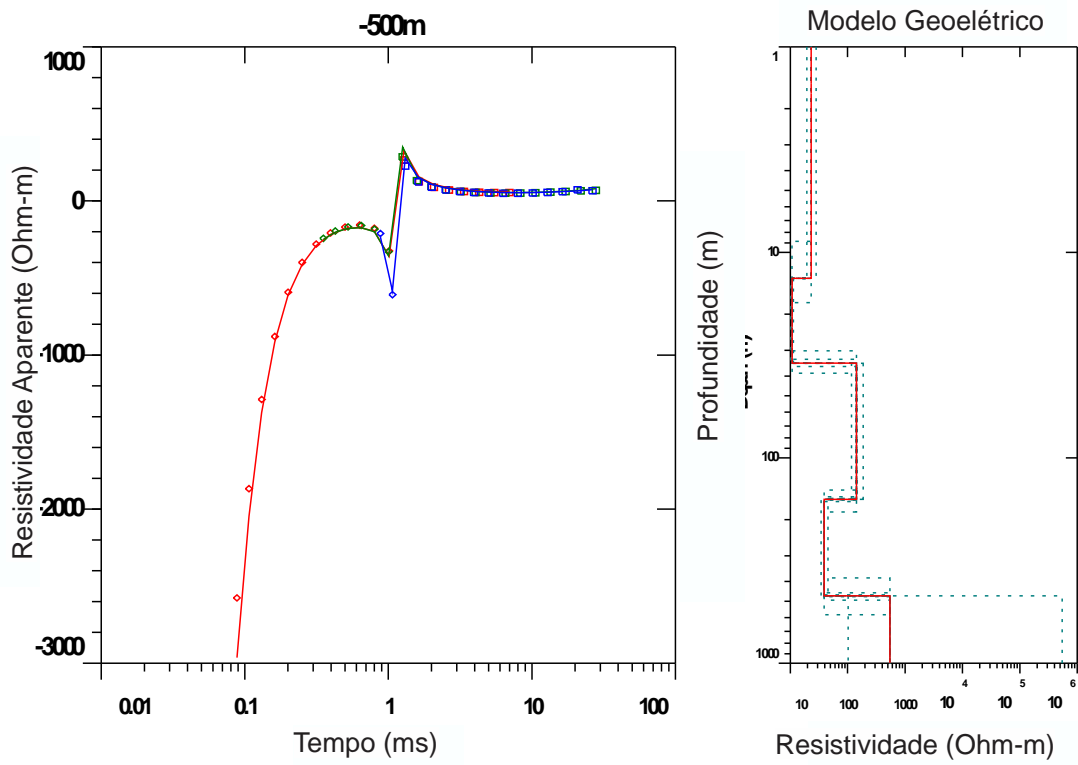 -500m
Modelo Geoelétrico
1000
0
-1000
-2000
-3000
Resistividade Aparente (Ohm-m)
0.01 0.1 1 10 100
Tempo (ms)
1
10
100
1000
Profundidade (m)
10 100 1000 10 4 10 5 10 6
Resistividade (Ohm-m)